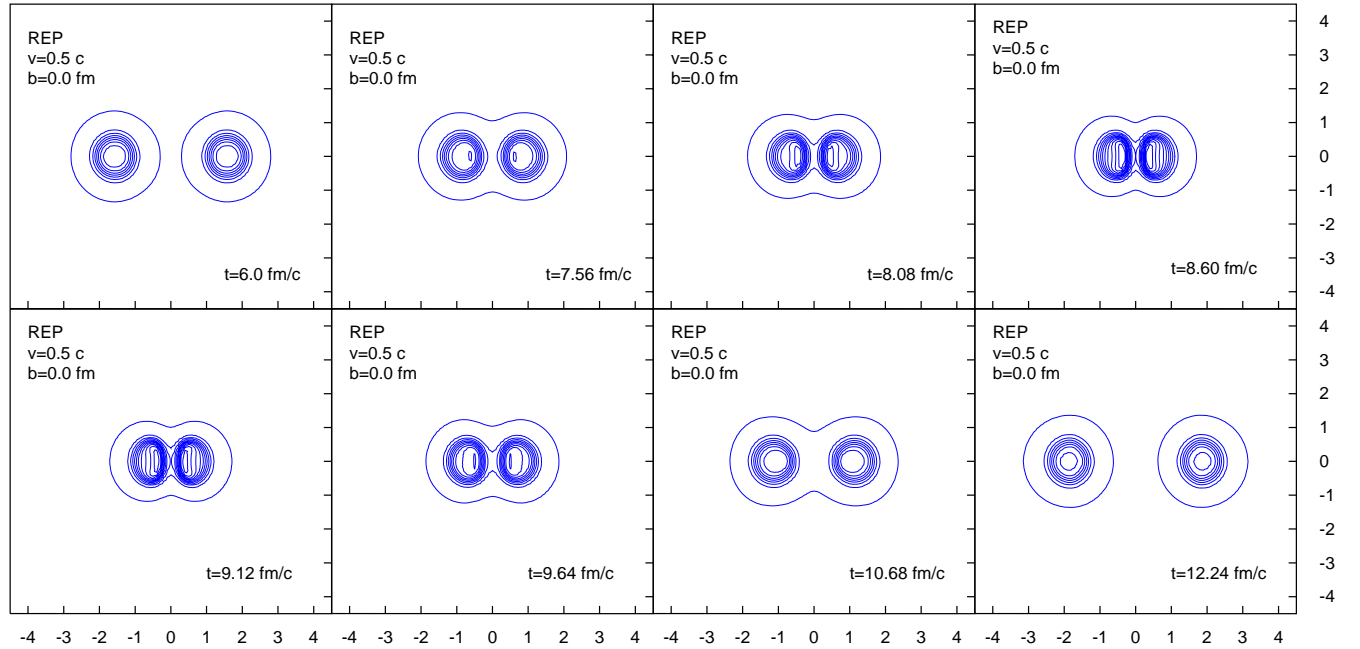 REP
v=0.5 c
b=0.0 fm
t=6.0 fm/c
REP
v=0.5 c
b=0.0 fm
t=7.56 fm/c
REP
v=0.5 c
b=0.0 fm
t=8.08 fm/c
REP
v=0.5 c
b=0.0 fm
t=8.60 fm/c
4
3
2
1
0
-1
-2
-3
-4
REP
v=0.5 c
b=0.0 fm
t=9.12 fm/c
REP
v=0.5 c
b=0.0 fm
t=9.64 fm/c
REP
v=0.5 c
b=0.0 fm
t=10.68 fm/c
REP
v=0.5 c
b=0.0 fm
t=12.24 fm/c
4
3
2
1
0
-1
-2
-3
-4
-4 -3 -2 -1 0 1 2 3 4 -4 -3 -2 -1 0 1 2 3 4 -4 -3 -2 -1 0 1 2 3 4 -4 -3 -2 -1 0 1 2 3 4